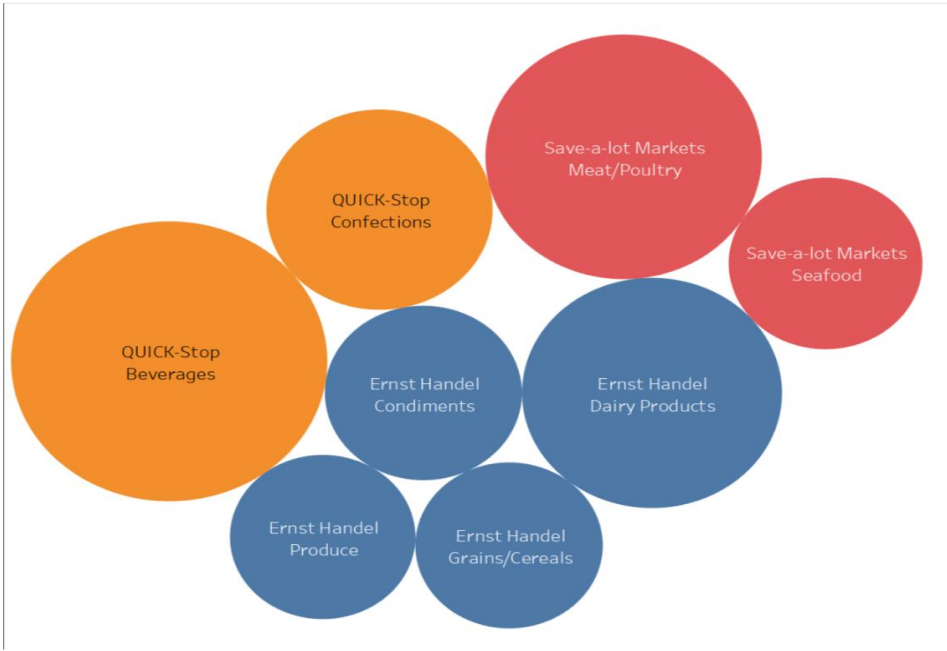 Save-a-lot Markets
Meat/Poultry
QUICK-Stop
Confections
Save-a-lot Markets
Seafood
QUICK-Stop
Beverages
Ernst Handel
Condiments
Ernst Handel
Dairy Products
Ernst Handel
Produce
Ernst Handel
Grains/Cereals